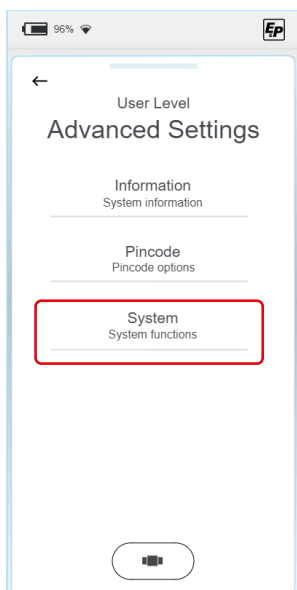 96%
EP
User Level
Advanced Settings
Information
System information
Pincode
Pincode options
System
System functions